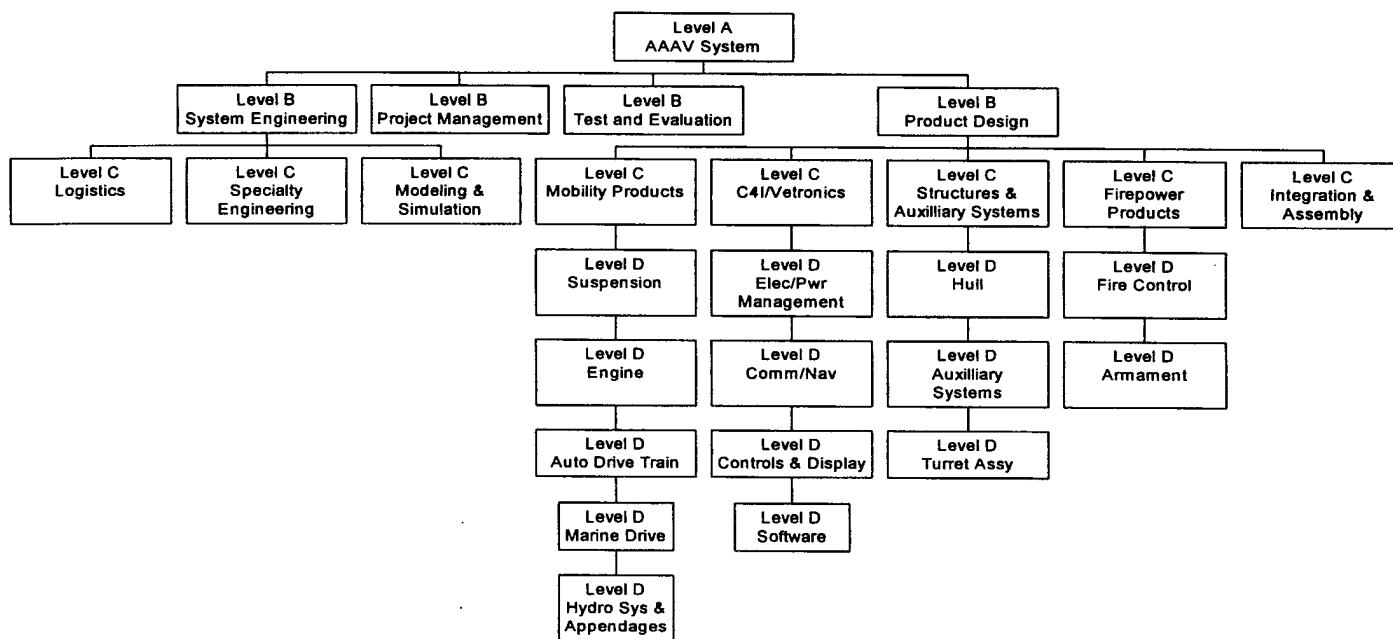 Level A
AAAV System
Level B
System Engineering
Level B
Project Management
Level B
Test and Evaluation
Level B
Product Design
Level C
Logistics
Level C
Specialty
Engineering
Level C
Modeling &
Simulation
Level C
Mobility Products
Level C
C4I/Vetronics
Level C
Structures &
Auxilliary Systems
Level C
Firepower
Products
Level C
Integration &
Assembly
Level D
Suspension
Level D
Elec/Pwr
Management
Level D
Hull
Level D
Fire Control
Level D
Engine
Level D
Comm/Nav
Level D
Auxilliary
Systems
Level D
Armament
Level D
Auto Drive Train
Level D
Controls & Display
Level D
Turret Assy
Level D
Marine Drive
Level D
Software
Level D
Hydro Sys &
Appendages